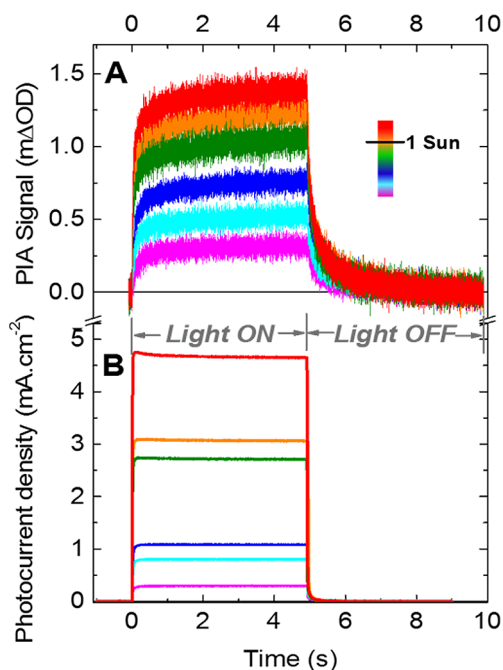 0 2 4 6 8 10
A
1.5
1.0
0.5
0.0
PIA Signal (mΔOD)
1 Sun
Light ON
Light OFF
B
5
4
3
2
1
0
Photocurrent density (mA.cm⁻²)
0 2 4 6 8 10
Time (s)